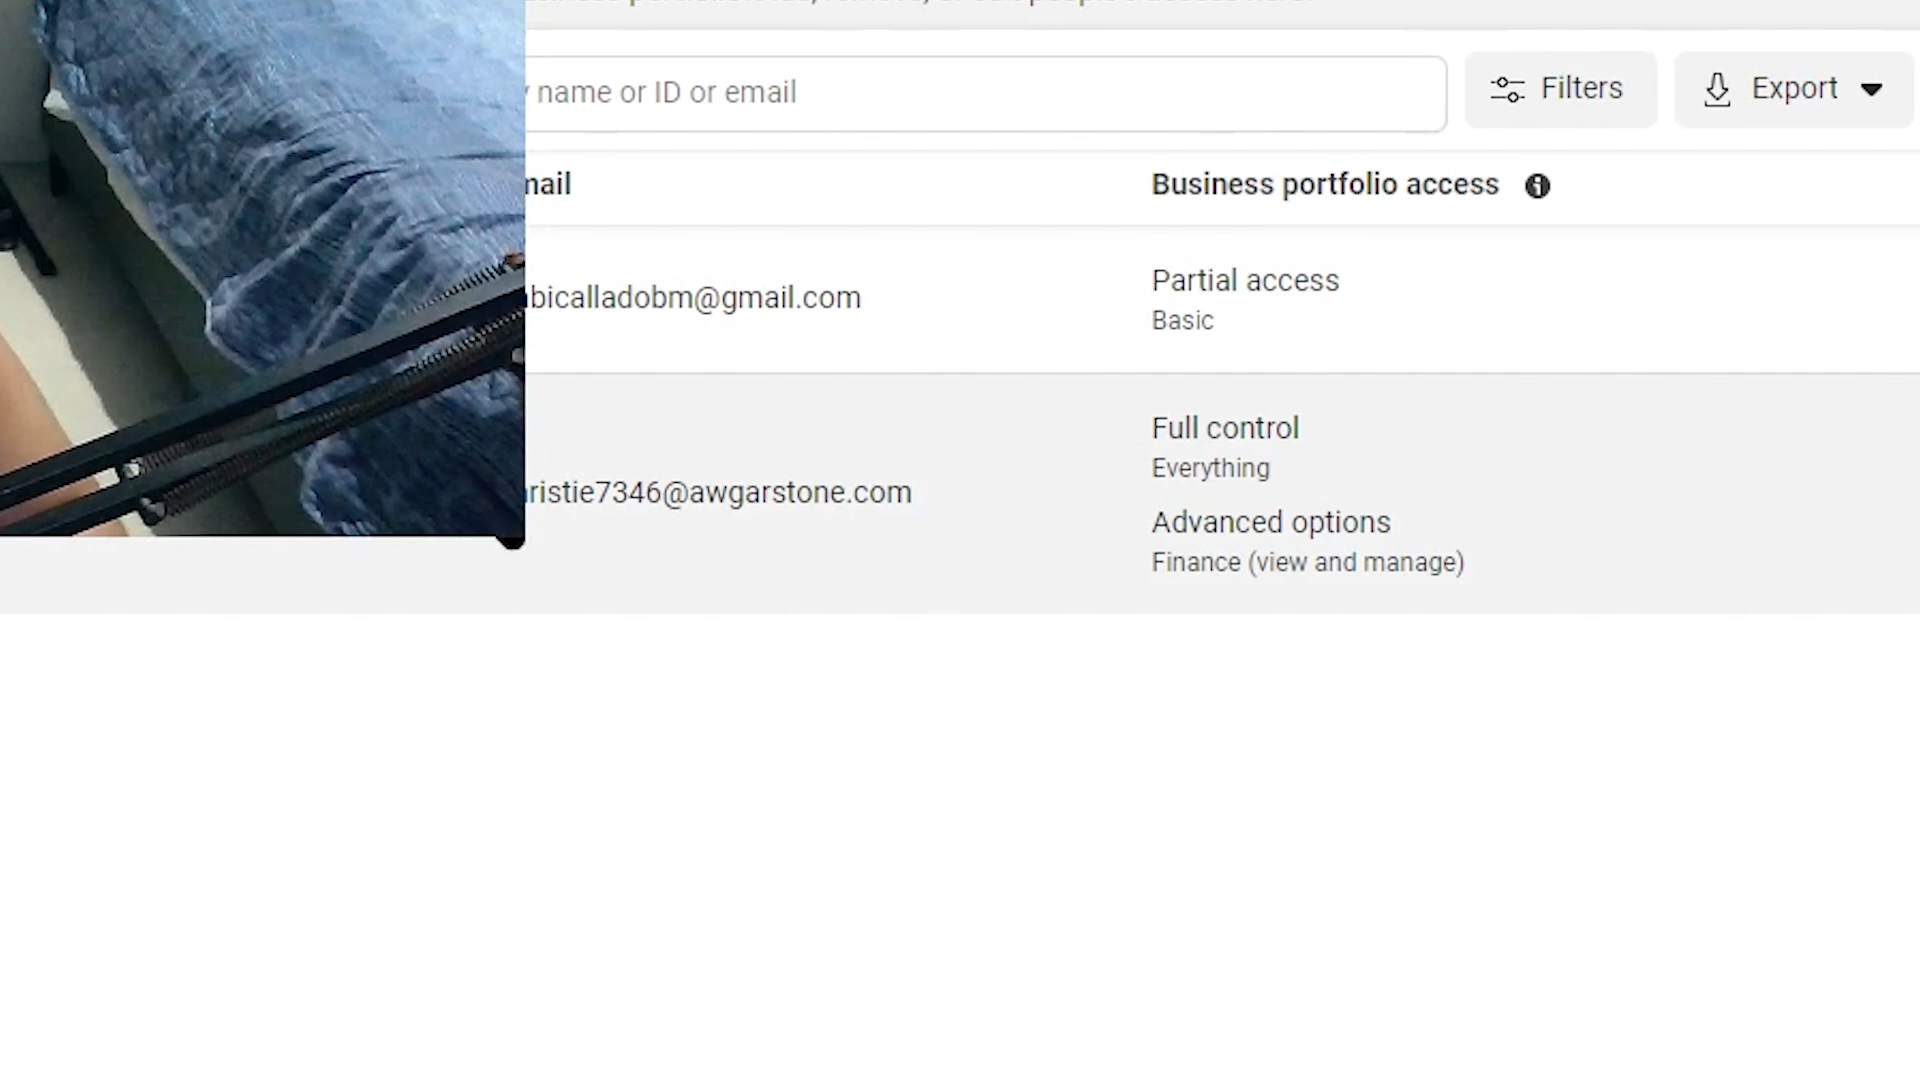 name or ID or email
Filters
Export
mail
Business portfolio access
bicalladobm@gmail.com
Partial access
Basic
ristie7346@awgarstone.com
Full control
Everything
Advanced options
Finance (view and manage)